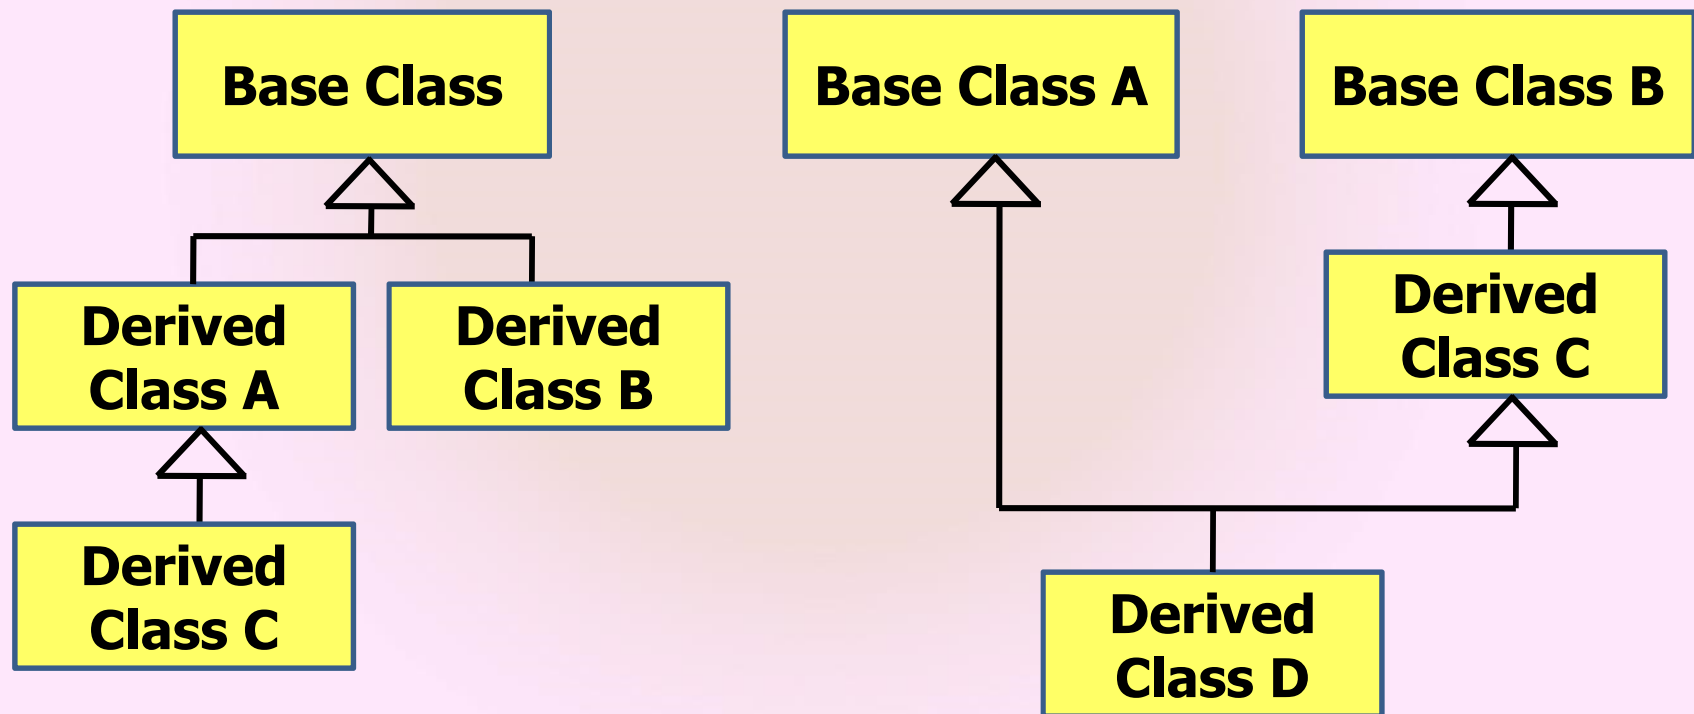 Base Class
Base Class A
Base Class B
Derived
Class A
Derived
Class B
Derived
Class C
Derived
Class C
Derived
Class D